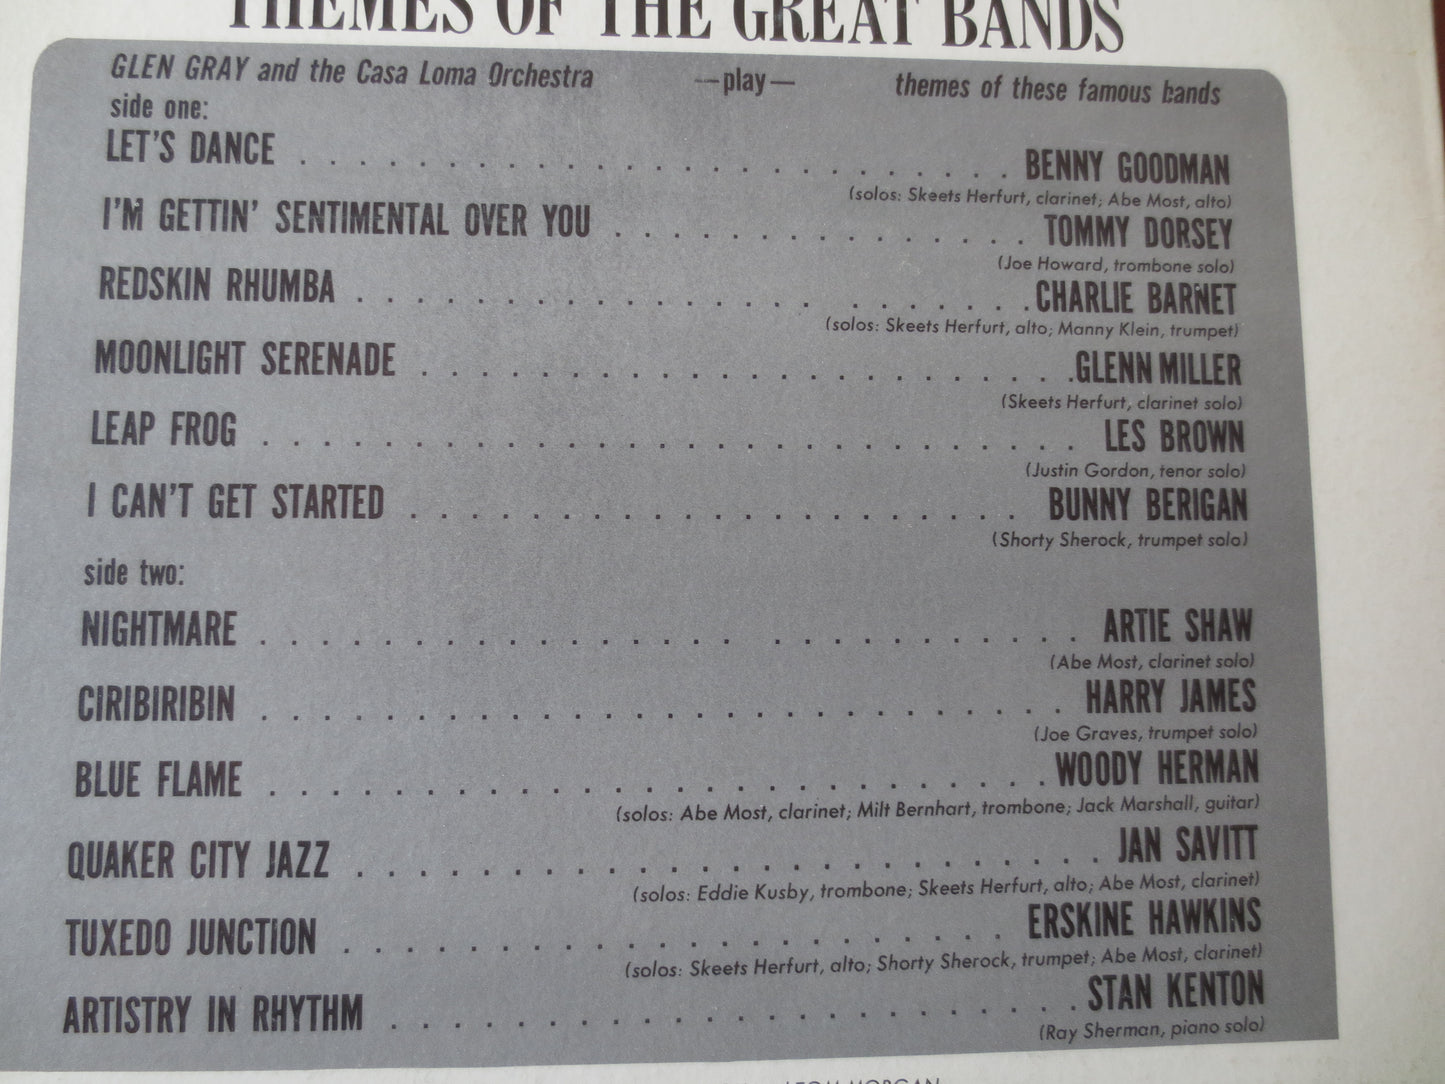 THEMES OF THE GREAT BANDS
GLEN GRAY and the Casa Loma Orchestra —play— themes of these famous bands
side one:
LET'S DANCE . . . . . . . . . . . . . . . . . . . . . . . . BENNY GOODMAN
(solos: Skeets Herfurt, clarinet; Abe Most, alto)
I'M GETTIN' SENTIMENTAL OVER YOU . . . . . . . . . . . . . . TOMMY DORSEY
(Joe Howard, trombone solo)
REDSKIN RHUMBA . . . . . . . . . . . . . . . . . . . . . . CHARLIE BARNET
(solos: Skeets Herfurt, alto; Manny Klein, trumpet)
MOONLIGHT SERENADE . . . . . . . . . . . . . . . . . . . . . . GLENN MILLER
(Skeets Herfurt, clarinet solo)
LEAP FROG . . . . . . . . . . . . . . . . . . . . . . . . . . . LES BROWN
(Justin Gordon, tenor solo)
I CAN'T GET STARTED . . . . . . . . . . . . . . . . . . . . BUNNY BERIGAN
(Shorty Sherock, trumpet solo)
side two:
NIGHTMARE . . . . . . . . . . . . . . . . . . . . . . . . . . ARTIE SHAW
(Abe Most, clarinet solo)
CIRIBIRIBIN . . . . . . . . . . . . . . . . . . . . . . . . . . HARRY JAMES
(Joe Graves, trumpet solo)
BLUE FLAME . . . . . . . . . . . . . . . . . . . . . . . . . WOODY HERMAN
(solos: Abe Most, clarinet; Milt Bernhart, trombone; Jack Marshall, guitar)
QUAKER CITY JAZZ . . . . . . . . . . . . . . . . . . . . . . . . JAN SAVITT
(solos: Eddie Kusby, trombone; Skeets Herfurt, alto; Abe Most, clarinet)
TUXEDO JUNCTION . . . . . . . . . . . . . . . . . . . . . ERSKINE HAWKINS
(solos: Skeets Herfurt, alto; Shorty Sherock, trumpet; Abe Most, clarinet)
ARTISTRY IN RHYTHM . . . . . . . . . . . . . . . . . . . . . . STAN KENTON
(Ray Sherman, piano solo)
MORGAN